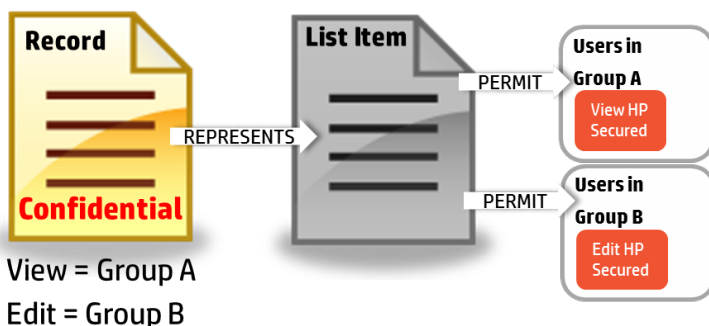 Record
Confidential
View = Group A
Edit = Group B
REPRESENTS
List Item
PERMIT
Users in
Group A
View HP
Secured
PERMIT
Users in
Group B
Edit HP
Secured